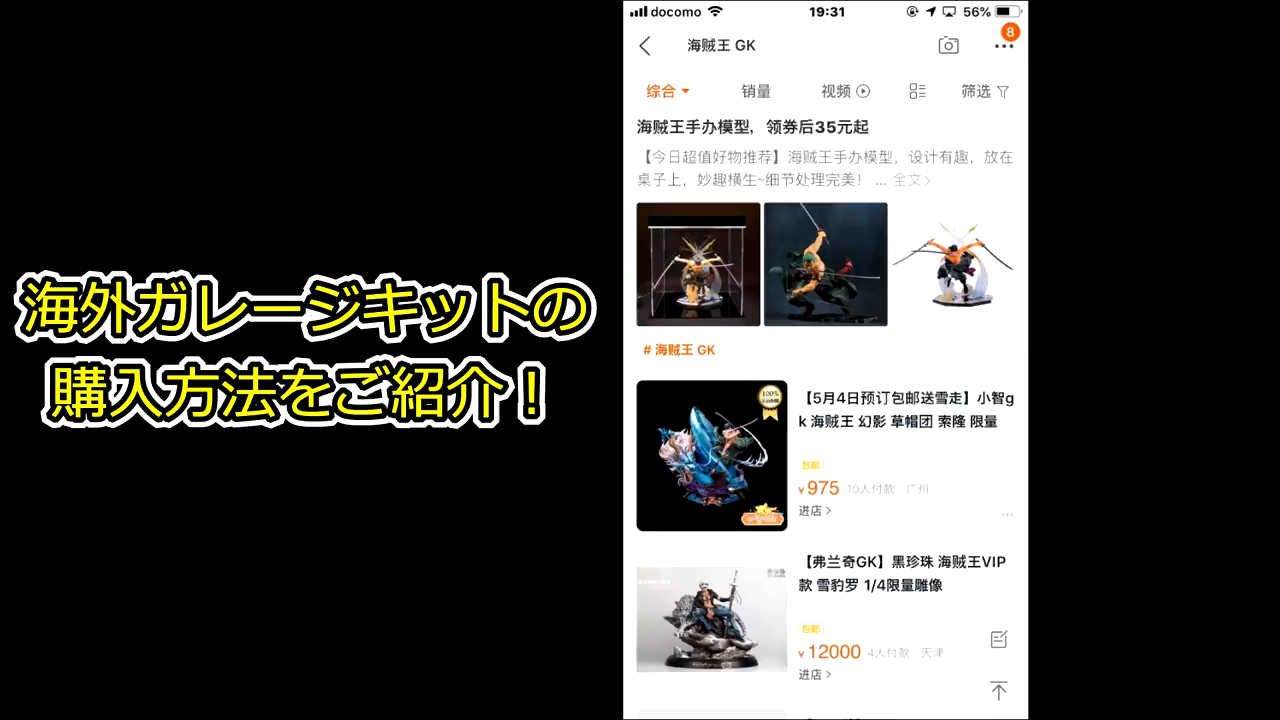 海外ガレージキットの
購入方法をご紹介！
docomo 19:31 56%
海贼王 GK 8
综合 销量 视频 筛选
海贼王手办模型，领券后35元起
【今日超值好物推荐】海贼王手办模型，设计有趣，放在
桌子上，妙趣横生~细节处理完美！ ... 全文>
# 海贼王 GK
100%
【5月4日预订包邮送雪走】小智g
k 海贼王 幻影 草帽团 索隆 限量
包邮
¥975 10人付款 广州
进店>
...
【弗兰奇GK】黑珍珠 海贼王VIP
款 雪豹罗 1/4限量雕像
包邮
¥12000 4人付款 天津
进店>